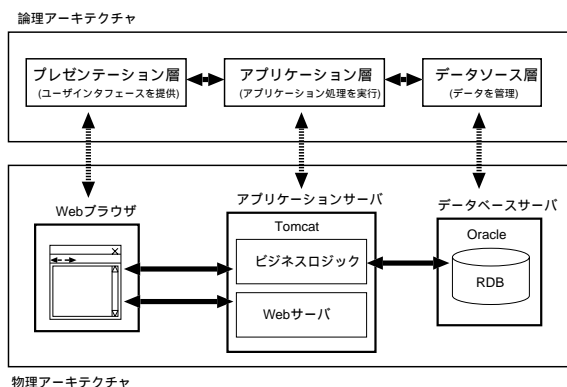 論理アーキテクチャ
プレゼンテーション層
(ユーザインタフェースを提供)
アプリケーション層
(アプリケーション処理を実行)
データソース層
(データを管理)
Webブラウザ
アプリケーションサーバ
データベースサーバ
Tomcat
ビジネスロジック
Webサーバ
Oracle
RDB
物理アーキテクチャ